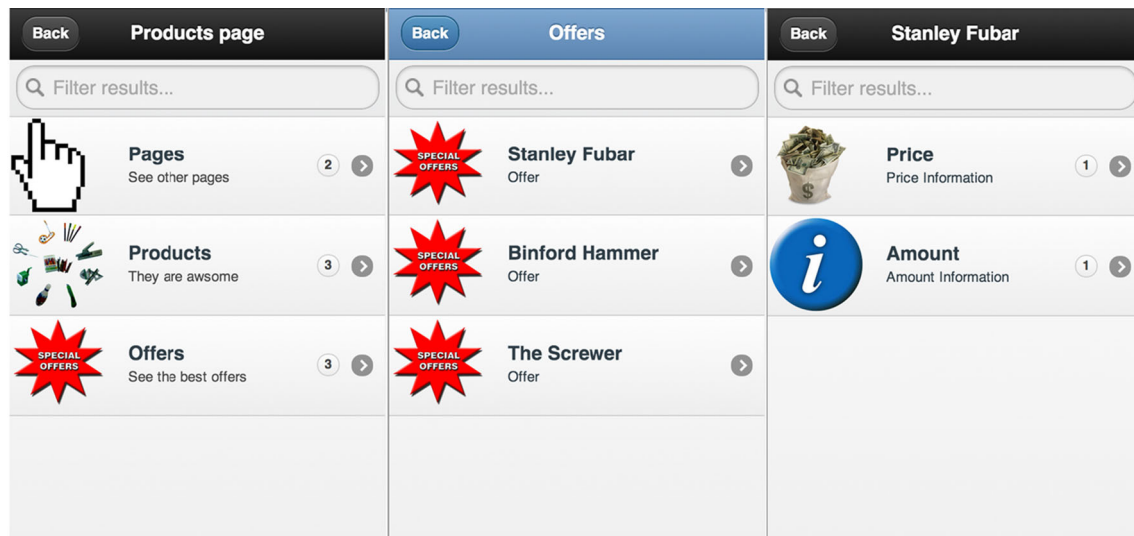 Back Products page
Filter results...
Pages
See other pages
2
Products
They are awsome
3
SPECIAL
OFFERS
Offers
See the best offers
3
Back Offers
Filter results...
SPECIAL
OFFERS
Stanley Fubar
Offer
SPECIAL
OFFERS
Binford Hammer
Offer
SPECIAL
OFFERS
The Screwer
Offer
Back Stanley Fubar
Filter results...
$
Price
Price Information
1
i
Amount
Amount Information
1